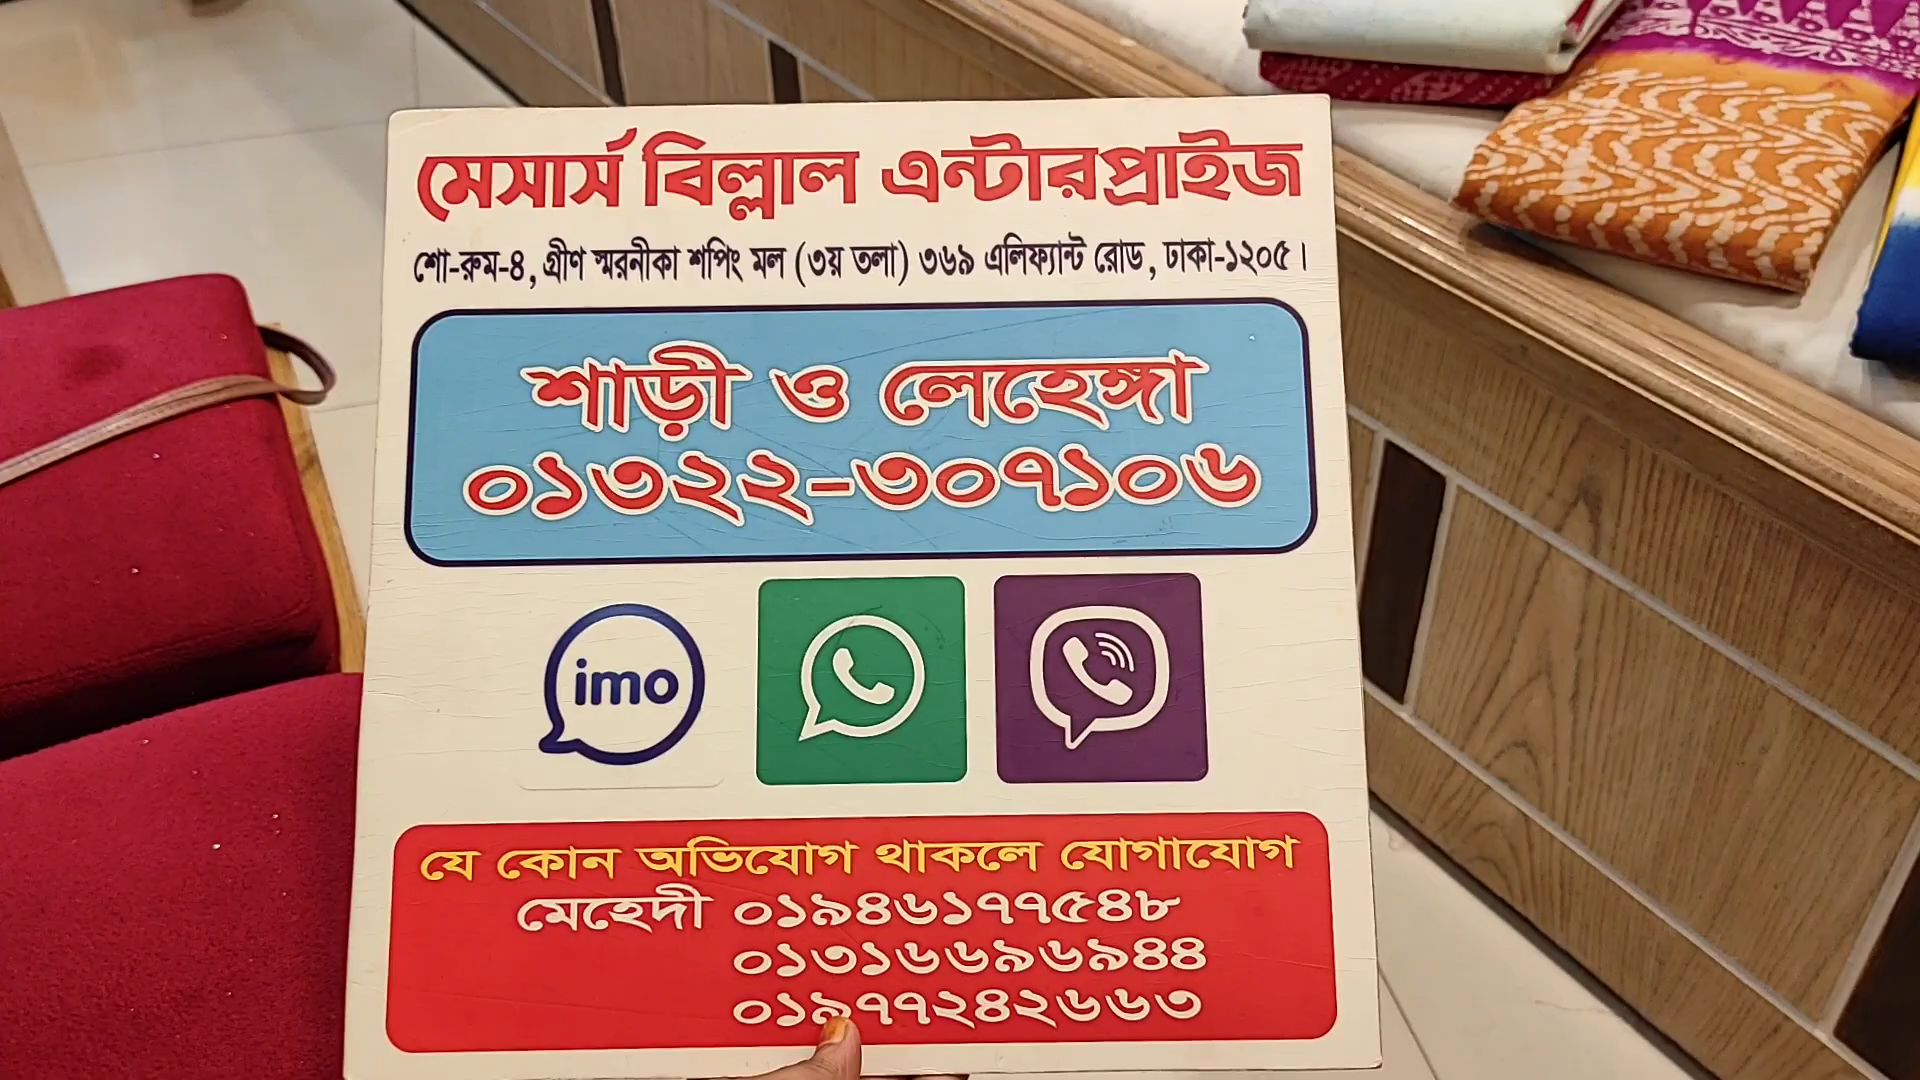 মেসার্স বিল্লাল এন্টারপ্রাইজ
শো-রুম-৪, গ্রীণ স্মরনীকা শপিং মল (৩য় তলা) ৩৬৯ এলিফ্যান্ট রোড, ঢাকা-১২০৫।
শাড়ী ও লেহেঙ্গা
০১৩২২-৩০৭১০৬
imo
যে কোন অভিযোগ থাকলে যোগাযোগ
মেহেদী ০১৯৪৬১৭৭৫৪৮
০১৩১৬৬৯৬৯৪৪
০১৯৭৭২৪২৬৬৩